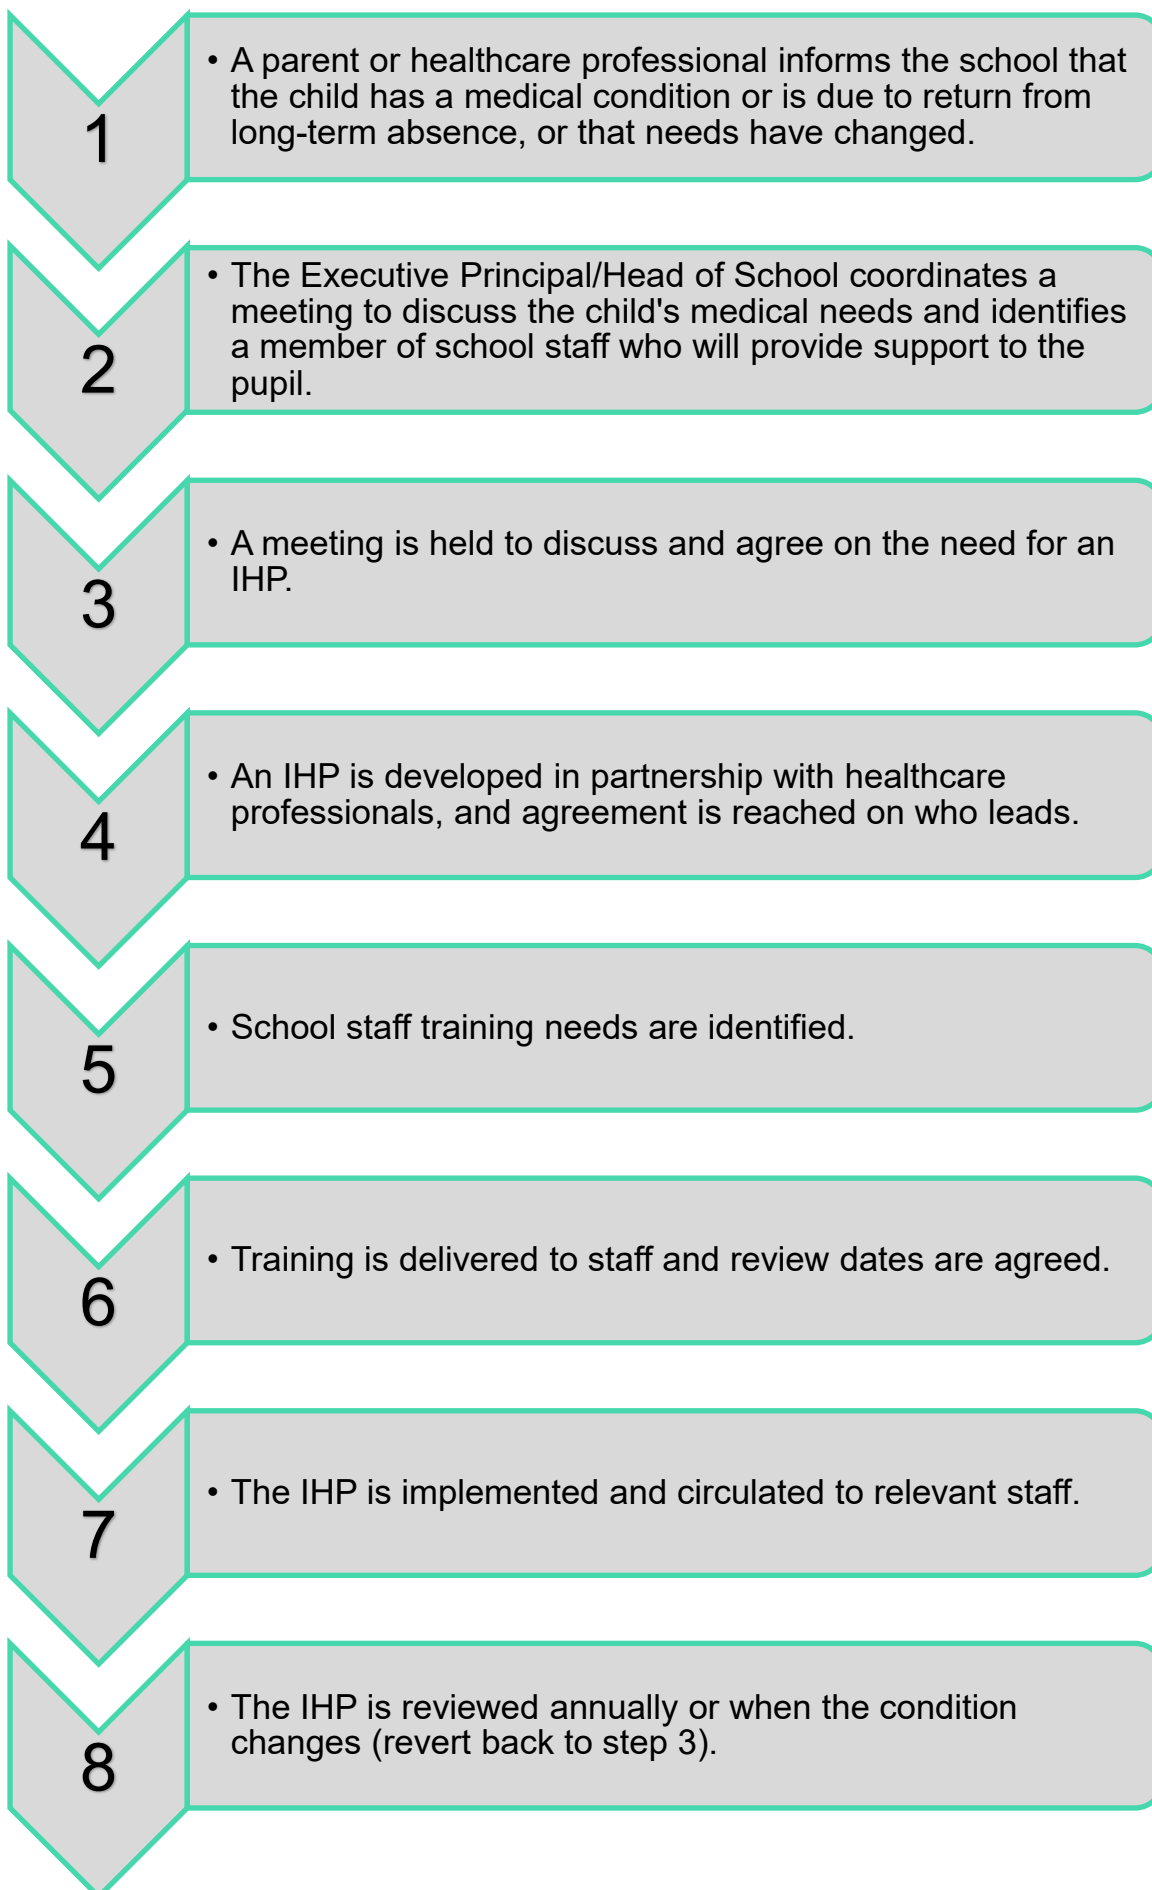 1
• A parent or healthcare professional informs the school that
the child has a medical condition or is due to return from
long-term absence, or that needs have changed.
2
• The Executive Principal/Head of School coordinates a
meeting to discuss the child's medical needs and identifies
a member of school staff who will provide support to the
pupil.
3
• A meeting is held to discuss and agree on the need for an
IHP.
4
• An IHP is developed in partnership with healthcare
professionals, and agreement is reached on who leads.
5
• School staff training needs are identified.
6
• Training is delivered to staff and review dates are agreed.
7
• The IHP is implemented and circulated to relevant staff.
8
• The IHP is reviewed annually or when the condition
changes (revert back to step 3).